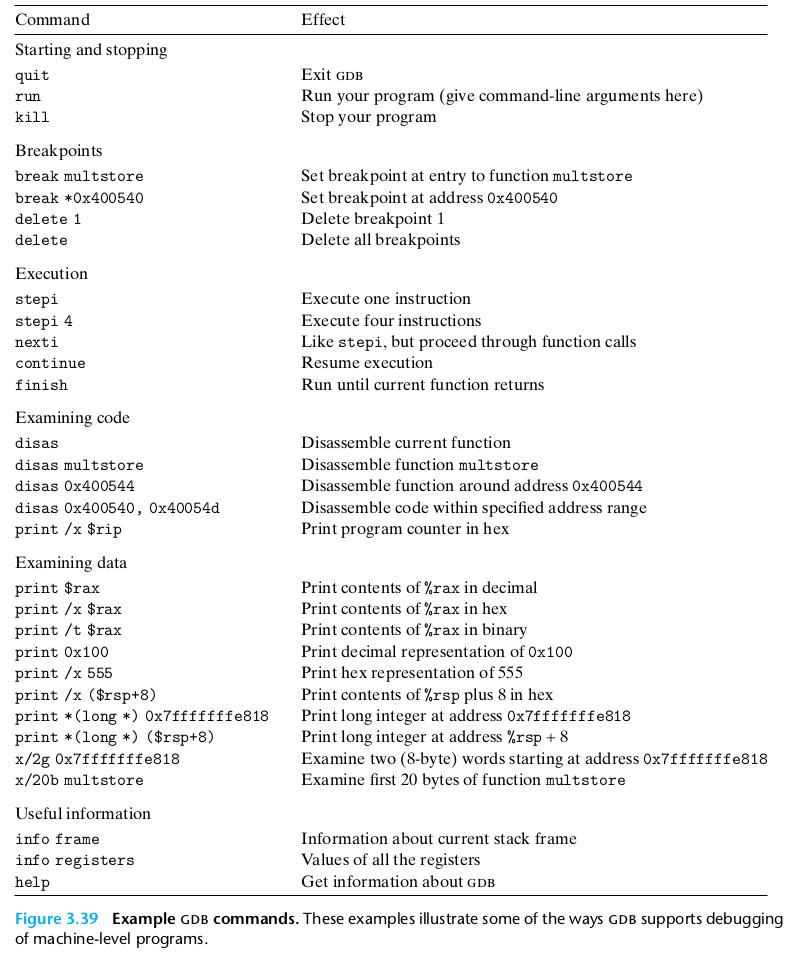 Command Effect
Starting and stopping
quit Exit GDB
run Run your program (give command-line arguments here)
kill Stop your program
Breakpoints
break multstore Set breakpoint at entry to function multstore
break *0x400540 Set breakpoint at address 0x400540
delete 1 Delete breakpoint 1
delete Delete all breakpoints
Execution
stepi Execute one instruction
stepi 4 Execute four instructions
nexti Like stepi, but proceed through function calls
continue Resume execution
finish Run until current function returns
Examining code
disas Disassemble current function
disas multstore Disassemble function multstore
disas 0x400544 Disassemble function around address 0x400544
disas 0x400540, 0x40054d Disassemble code within specified address range
print /x $rip Print program counter in hex
Examining data
print $rax Print contents of %rax in decimal
print /x $rax Print contents of %rax in hex
print /t $rax Print contents of %rax in binary
print 0x100 Print decimal representation of 0x100
print /x 555 Print hex representation of 555
print /x ($rsp+8) Print contents of %rsp plus 8 in hex
print *(long *) 0x7fffffffe818 Print long integer at address 0x7fffffffe818
print *(long *) ($rsp+8) Print long integer at address %rsp + 8
x/2g 0x7fffffffe818 Examine two (8-byte) words starting at address 0x7fffffffe818
x/20b multstore Examine first 20 bytes of function multstore
Useful information
info frame Information about current stack frame
info registers Values of all the registers
help Get information about GDB
Figure 3.39 Example GDB commands. These examples illustrate some of the ways GDB supports debugging
of machine-level programs.